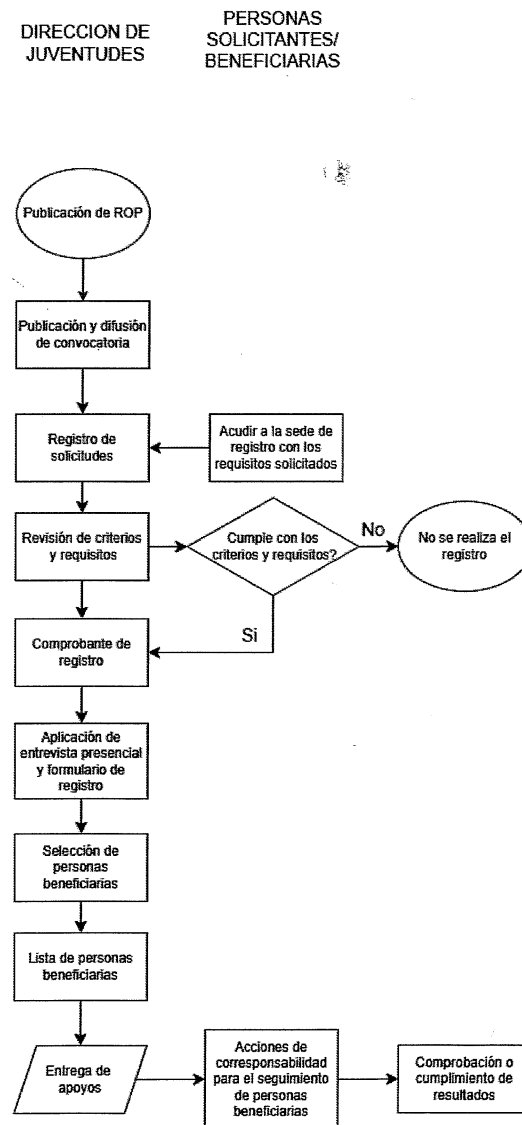 DIRECCION DE
JUVENTUDES
PERSONAS
SOLICITANTES/
BENEFICIARIAS
Publicación de ROP
Publicación y difusión
de convocatoria
Registro de
solicitudes
Acudir a la sede de
registro con los
requisitos solicitados
Revisión de criterios
y requisitos
Cumple con los
criterios y requisitos?
No
No se realiza el
registro
Si
Comprobante de
registro
Aplicación de
entrevista presencial
y formulario de
registro
Selección de
personas
beneficiarias
Lista de personas
beneficiarias
Entrega de
apoyos
Acciones de
corresponsabilidad
para el seguimiento
de personas
beneficiarias
Comprobación o
cumplimiento de
resultados